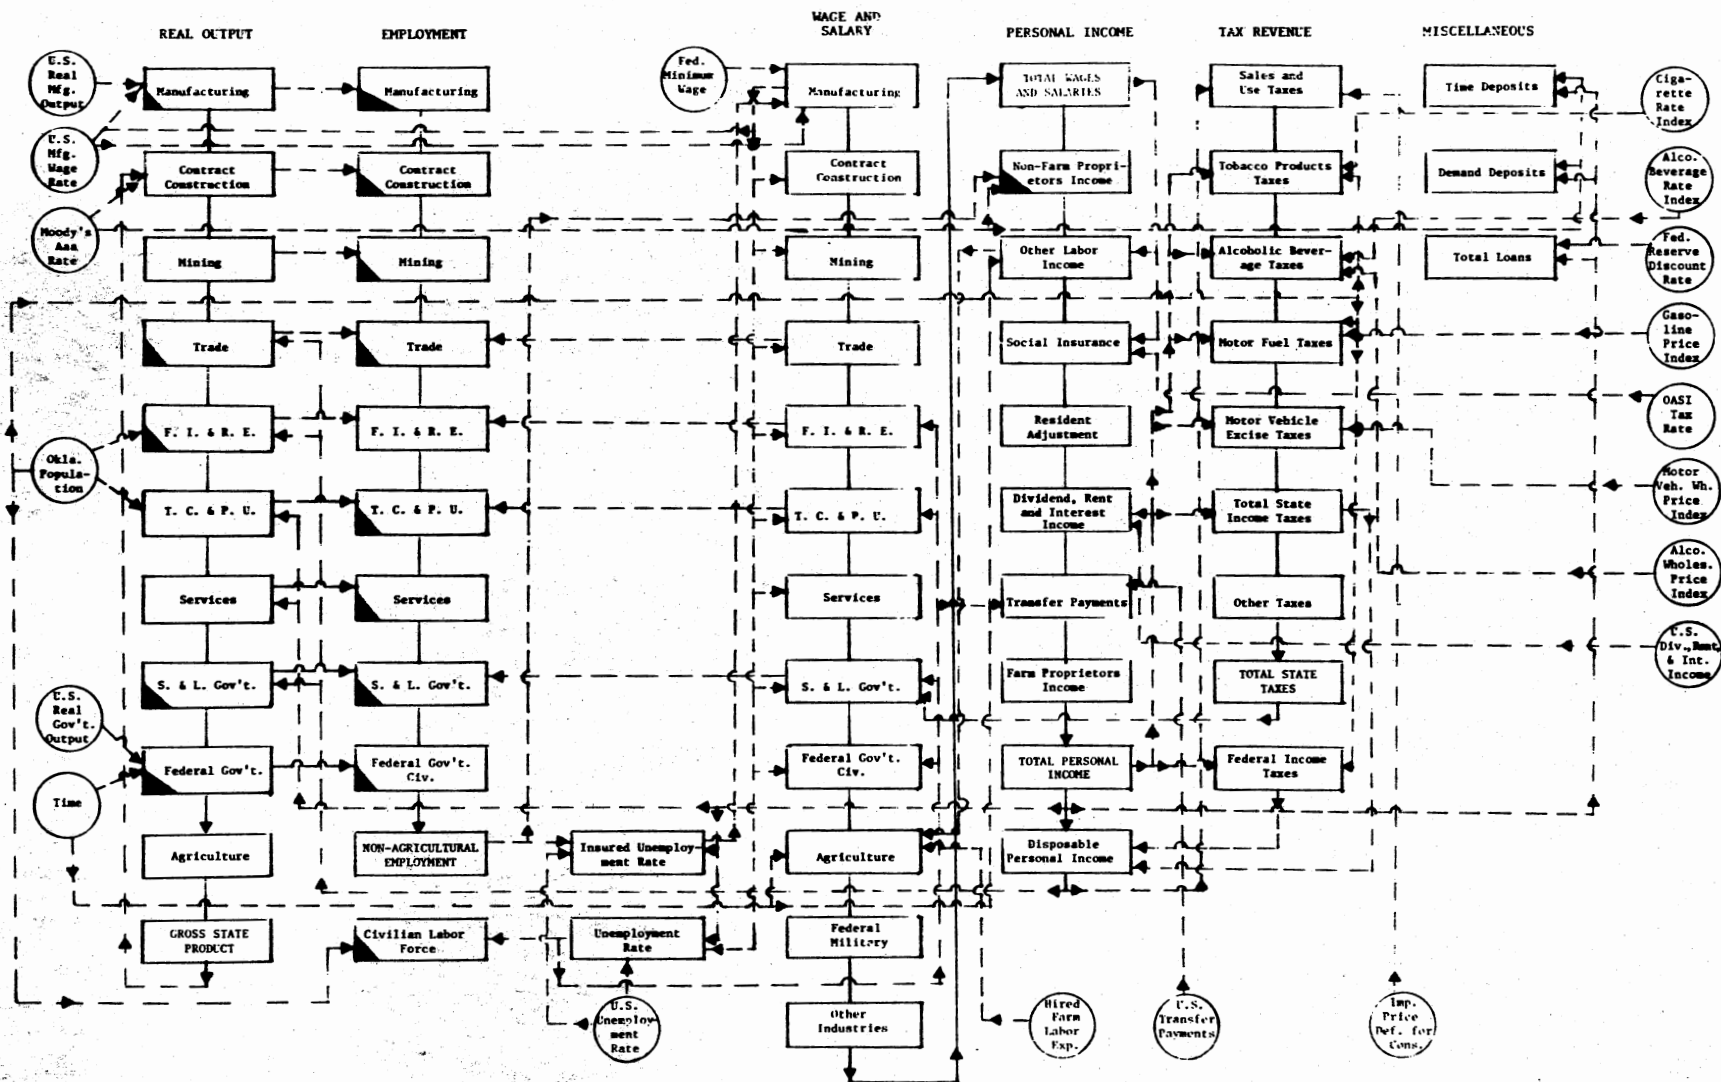 REAL OUTPUT
EMPLOYMENT
WAGE AND
SALARY
PERSONAL INCOME
TAX REVENUE
MISCELLANEOUS
U.S.
Real
Mfg.
Output
U.S.
Mfg.
Wage
Rate
Moody's
Aaa
Rate
Okla.
Popula-
tion
U.S.
Real
Gov't.
Output
Time
Manufacturing
Contract
Construction
Mining
Trade
F. I. & R. E.
T. C. & P. U.
Services
S. & L. Gov't.
Federal Gov't.
Agriculture
GROSS STATE
PRODUCT
Manufacturing
Contract
Construction
Mining
Trade
F. I. & R. E.
T. C. & P. U.
Services
S. & L. Gov't.
Federal Gov't.
Civ.
NON-AGRICULTURAL
EMPLOYMENT
Civilian Labor
Force
Insured Unemploy-
ment Rate
Unemployment
Rate
U.S.
Unemploy-
ment
Rate
Fed.
Minimum
Wage
Manufacturing
Contract
Construction
Mining
Trade
F. I. & R. E.
T. C. & P. U.
Services
S. & L. Gov't.
Federal Gov't.
Civ.
Agriculture
Federal
Military
Other
Industries
TOTAL WAGES
AND SALARIES
Non-Farm Propri-
etors Income
Other Labor
Income
Social Insurance
Resident
Adjustment
Dividend, Rent
and Interest
Income
Transfer Payments
Farm Proprietors
Income
TOTAL PERSONAL
INCOME
Disposable
Personal Income
Hired
Farm
Labor
Exp.
U.S.
Transfer
Payments
Imp.
Price
Def. for
Cons.
Sales and
Use Taxes
Tobacco Products
Taxes
Alcoholic Bever-
age Taxes
Motor Fuel Taxes
Motor Vehicle
Excise Taxes
Total State
Income Taxes
Other Taxes
TOTAL STATE
TAXES
Federal Income
Taxes
Time Deposits
Demand Deposits
Total Loans
Ciga-
rette
Rate
Index
Alco.
Beverage
Rate
Index
Fed.
Reserve
Discount
Rate
Gaso-
line
Price
Index
OASI
Tax
Rate
Motor
Veh. Wh.
Price
Index
Alco.
Wholes.
Price
Index
U.S.
Div., Rent,
& Int.
Income